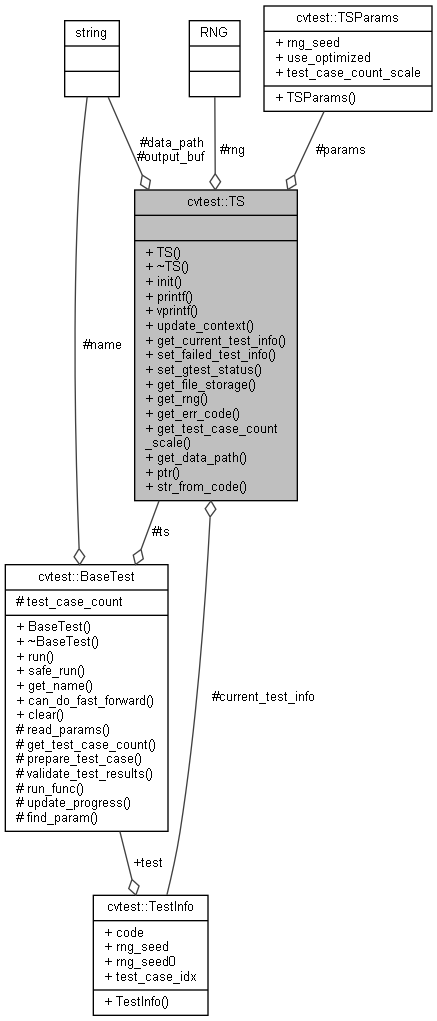 string
RNG
cvtest::TSParams
+ rng_seed
+ use_optimized
+ test_case_count_scale
+ TSParams()
#data_path
#output_buf
#rng
#params
cvtest::TS
+ TS()
+ ~TS()
+ init()
+ printf()
+ vprintf()
+ update_context()
+ get_current_test_info()
+ set_failed_test_info()
+ set_gtest_status()
+ get_file_storage()
+ get_rng()
+ get_err_code()
+ get_test_case_count
_scale()
+ get_data_path()
+ ptr()
+ str_from_code()
#name
#ts
cvtest::BaseTest
# test_case_count
+ BaseTest()
+ ~BaseTest()
+ run()
+ safe_run()
+ get_name()
+ can_do_fast_forward()
+ clear()
# read_params()
# get_test_case_count()
# prepare_test_case()
# validate_test_results()
# run_func()
# update_progress()
# find_param()
#current_test_info
+test
cvtest::TestInfo
+ code
+ rng_seed
+ rng_seed0
+ test_case_idx
+ TestInfo()